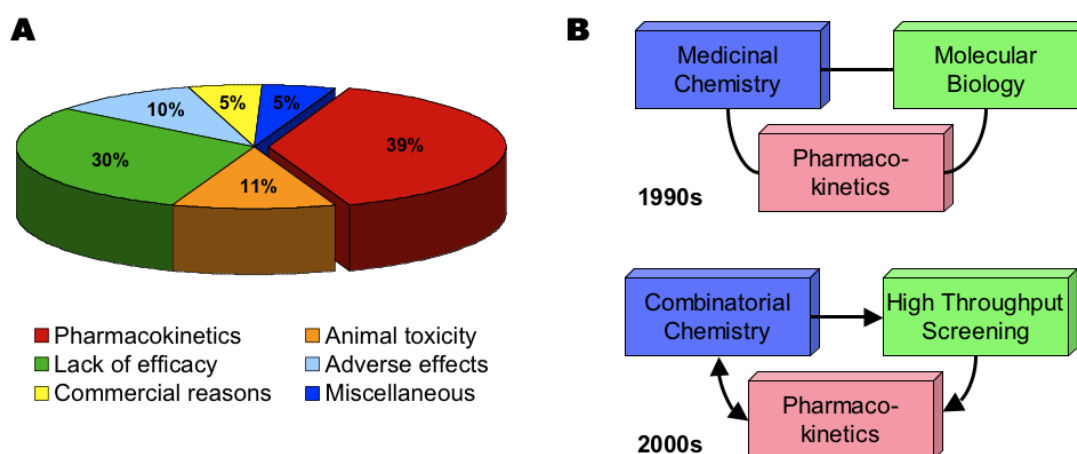 A
10%
5%
5%
30%
39%
11%
Pharmacokinetics
Animal toxicity
Lack of efficacy
Adverse effects
Commercial reasons
Miscellaneous
B
Medicinal
Chemistry
Molecular
Biology
Pharmaco-
kinetics
1990s
Combinatorial
Chemistry
High Throughput
Screening
Pharmaco-
kinetics
2000s